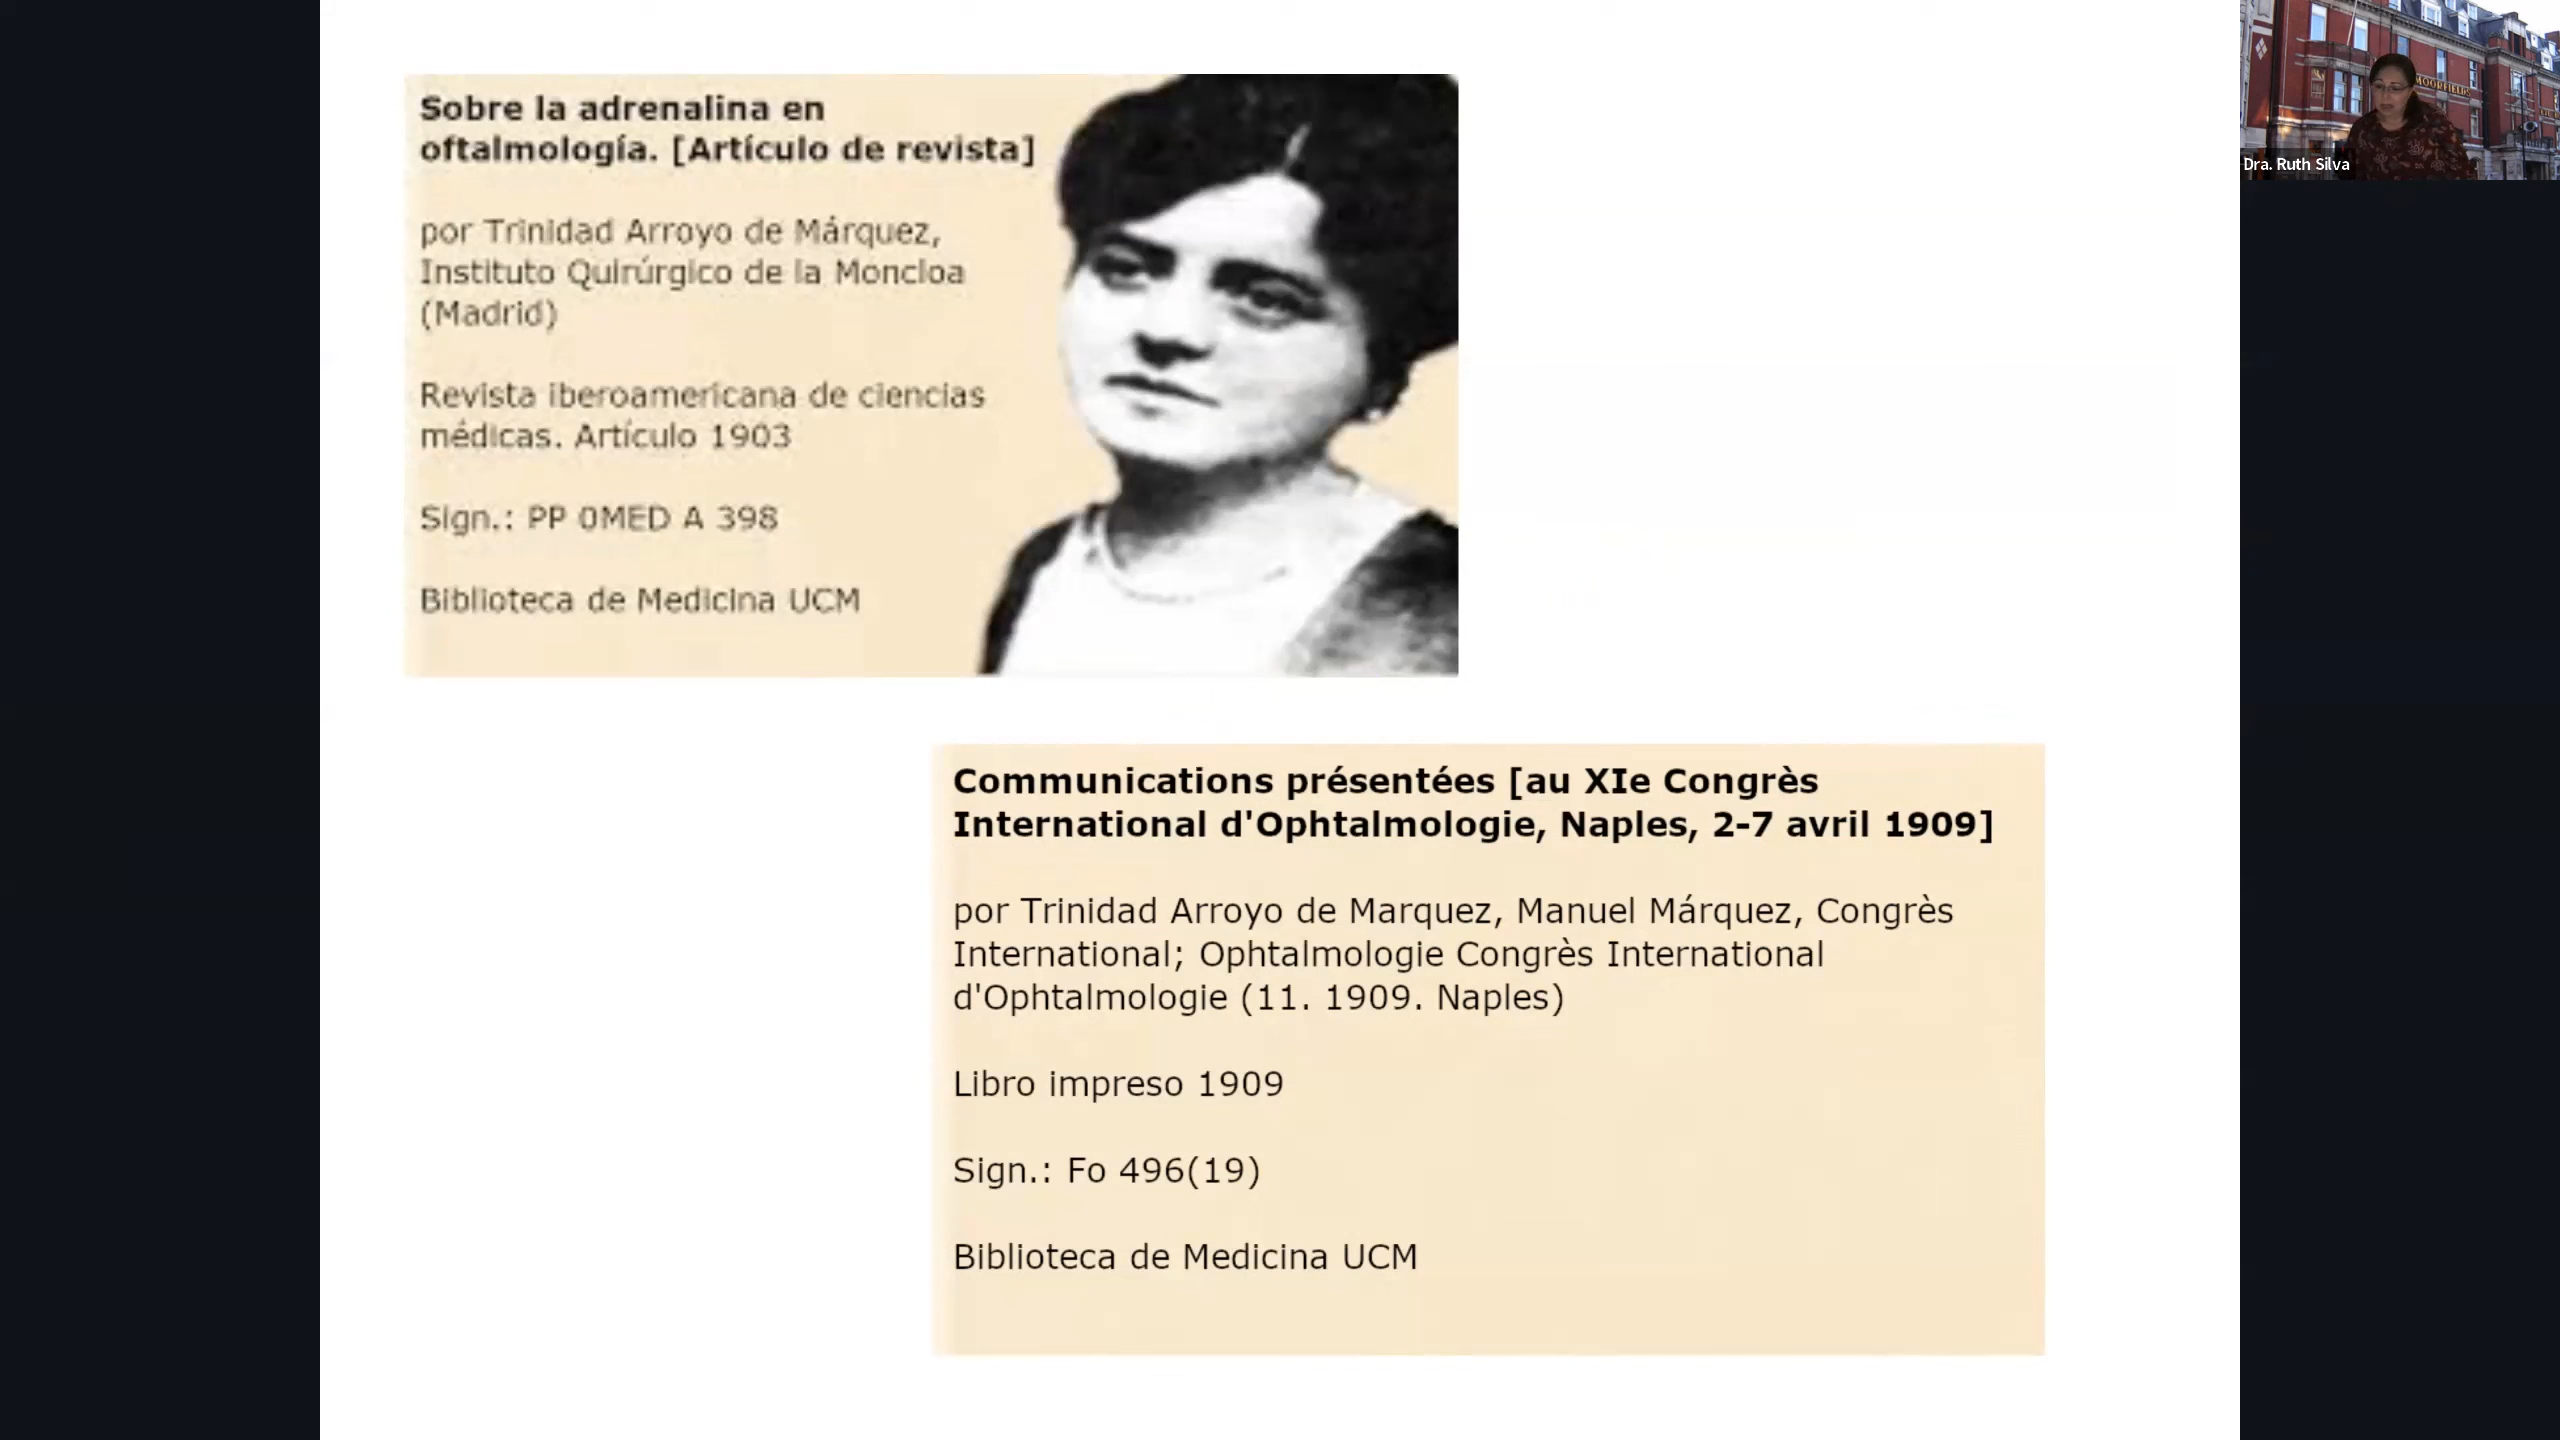 Sobre la adrenalina en
oftalmología. [Artículo de revista]
por Trinidad Arroyo de Márquez,
Instituto Quirúrgico de la Moncloa
(Madrid)
Revista iberoamericana de ciencias
médicas. Artículo 1903
Sign.: PP 0MED A 398
Biblioteca de Medicina UCM
Communications présentées [au XIe Congrès
International d'Ophtalmologie, Naples, 2-7 avril 1909]
por Trinidad Arroyo de Marquez, Manuel Márquez, Congrès
International; Ophtalmologie Congrès International
d'Ophtalmologie (11. 1909. Naples)
Libro impreso 1909
Sign.: Fo 496(19)
Biblioteca de Medicina UCM
MOORFIELDS
Dra. Ruth Silva